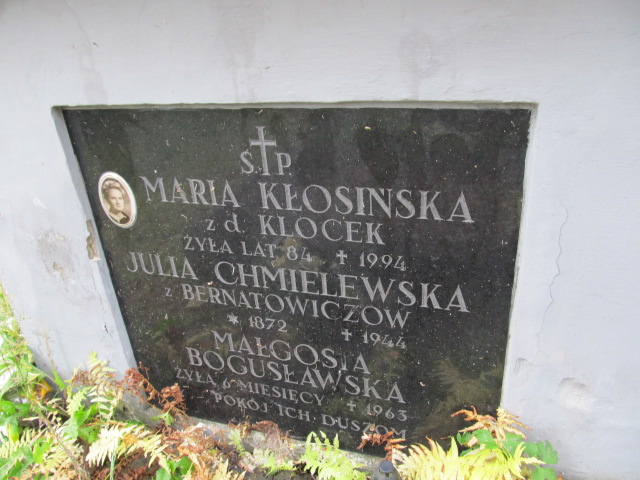 Ś.P.
MARIA KŁOSIŃSKA
z d. KLOCEK
ŻYŁA LAT 84 ✝ 1994
JULIA CHMIELEWSKA
z BERNATOWICZÓW
* 1872 ✝ 1944
MAŁGOSIA
BOGUSŁAWSKA
ŻYŁA 6 MIESIĘCY ✝ 1963
POKÓJ ICH DUSZOM